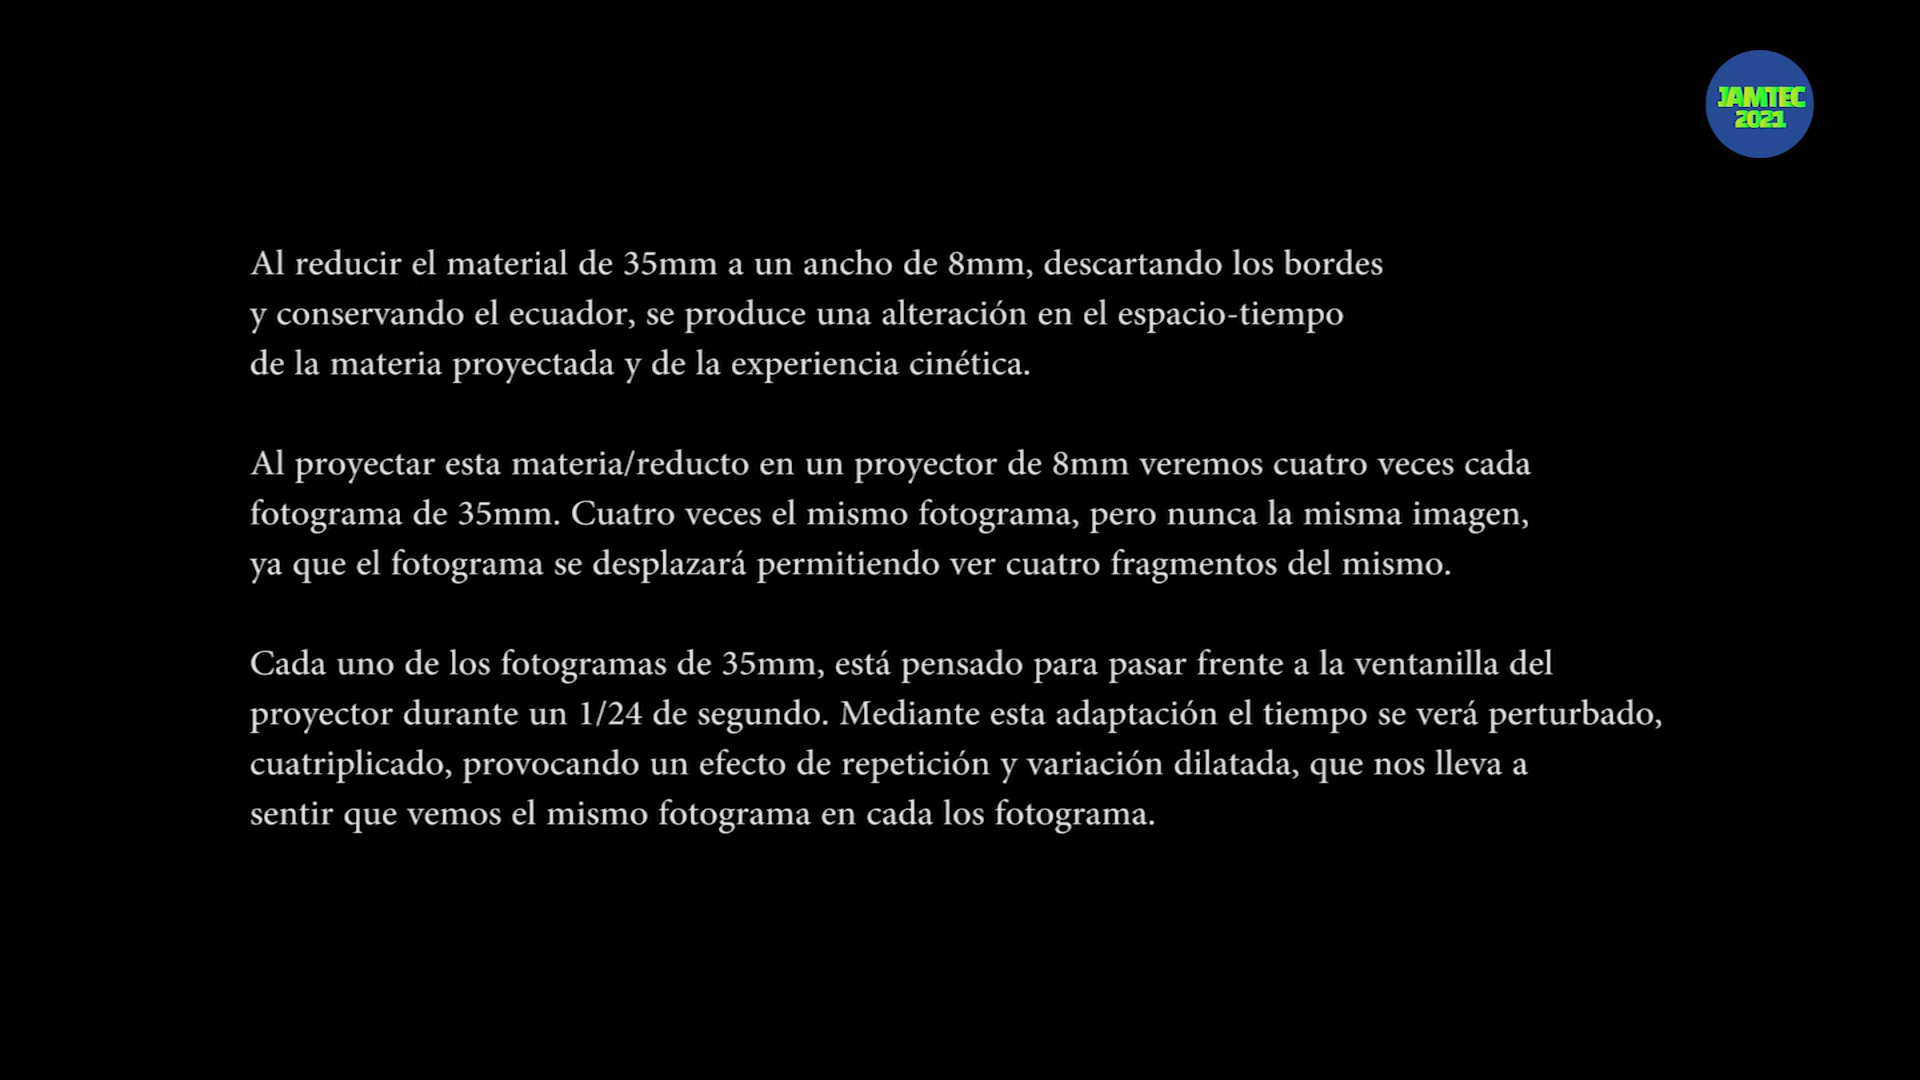 JAMTEC
2021
Al reducir el material de 35mm a un ancho de 8mm, descartando los bordes
y conservando el ecuador, se produce una alteración en el espacio-tiempo
de la materia proyectada y de la experiencia cinética.
Al proyectar esta materia/reducto en un proyector de 8mm veremos cuatro veces cada
fotograma de 35mm. Cuatro veces el mismo fotograma, pero nunca la misma imagen,
ya que el fotograma se desplazará permitiendo ver cuatro fragmentos del mismo.
Cada uno de los fotogramas de 35mm, está pensado para pasar frente a la ventanilla del
proyector durante un 1/24 de segundo. Mediante esta adaptación el tiempo se verá perturbado,
cuatriplicado, provocando un efecto de repetición y variación dilatada, que nos lleva a
sentir que vemos el mismo fotograma en cada los fotograma.